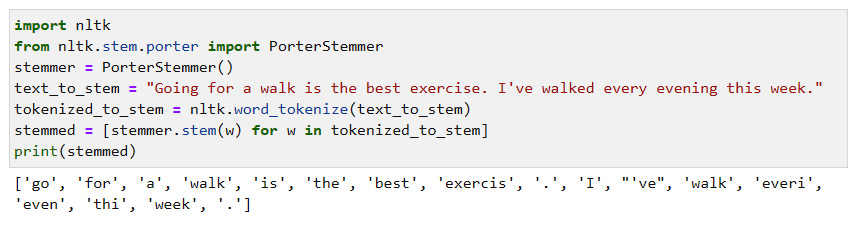 import nltk
from nltk.stem.porter import PorterStemmer
stemmer = PorterStemmer()
text_to_stem = "Going for a walk is the best exercise. I've walked every evening this week."
tokenized_to_stem = nltk.word_tokenize(text_to_stem)
stemmed = [stemmer.stem(w) for w in tokenized_to_stem]
print(stemmed)
['go', 'for', 'a', 'walk', 'is', 'the', 'best', 'exercis', '.', 'I', "'ve", 'walk', 'everi',
'even', 'thi', 'week', '.']